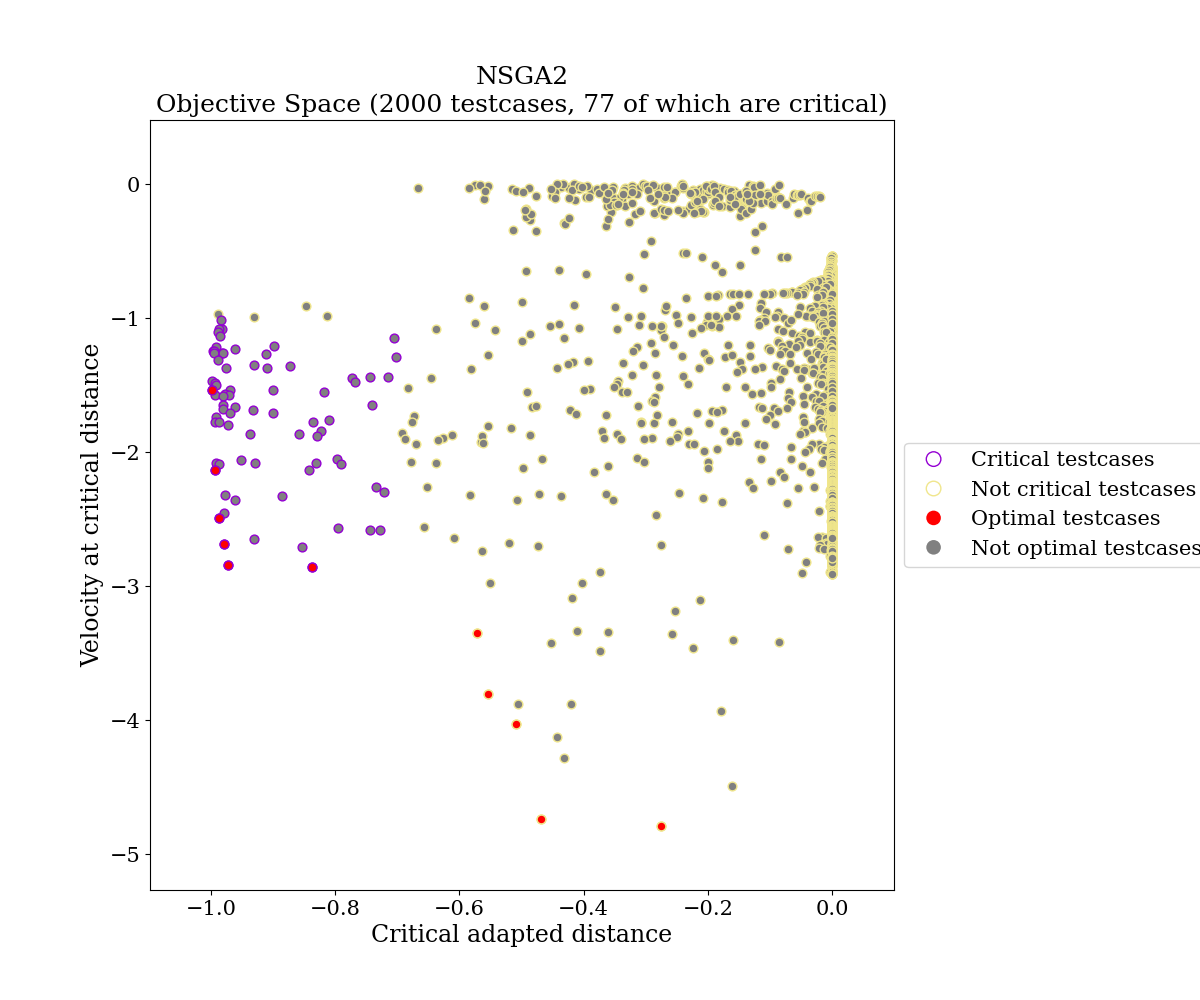 NSGA2
Objective Space (2000 testcases, 77 of which are critical)
Velocity at critical distance
0
−1
−2
−3
−4
−5
−1.0
−0.8
−0.6
−0.4
−0.2
0.0
Critical adapted distance
Critical testcases
Not critical testcases
Optimal testcases
Not optimal testcases